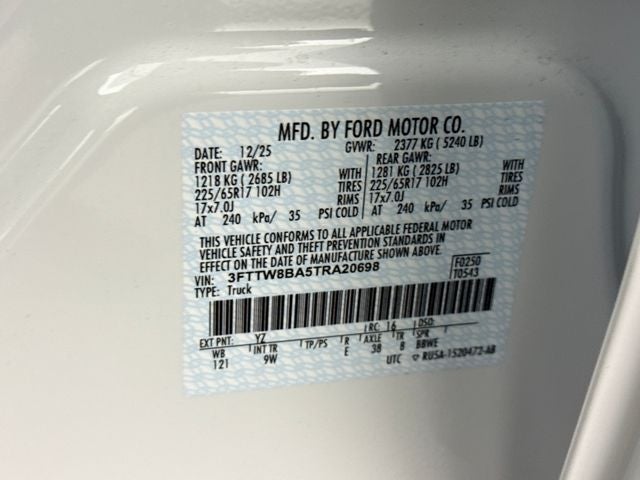 MFD. BY FORD MOTOR CO.
DATE: 12/25 GVWR: 2377 KG ( 5240 LB)
FRONT GAWR: REAR GAWR:
1218 KG ( 2685 LB) WITH 1281 KG ( 2825 LB) WITH
225/65R17 102H TIRES 225/65R17 102H TIRES
17x7.0J RIMS 17x7.0J RIMS
AT 240 kPa/ 35 PSI COLD AT 240 kPa/ 35 PSI COLD
THIS VEHICLE CONFORMS TO ALL APPLICABLE FEDERAL MOTOR
VEHICLE SAFETY AND THEFT PREVENTION STANDARDS IN
EFFECT ON THE DATE OF MANUFACTURE SHOWN ABOVE.
VIN: 3FTTW8BA5TRA20698 F0250
TYPE: Truck T0543
EXT PNT: YZ RC: 16 DSO:
WB INT TR TP/PS R AXLE TR SPR
121 9W E 38 8 BBWE
UTC ▽ RU5A-1520472-AB